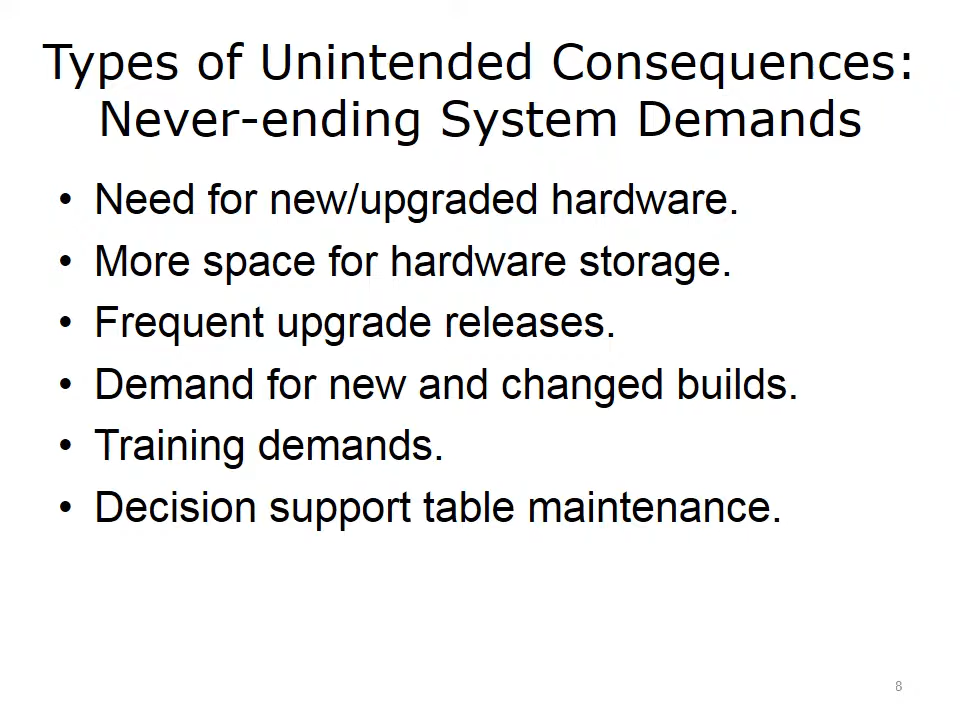 Types of Unintended Consequences:
Never-ending System Demands
• Need for new/upgraded hardware.
• More space for hardware storage.
• Frequent upgrade releases.
• Demand for new and changed builds.
• Training demands.
• Decision support table maintenance.
8